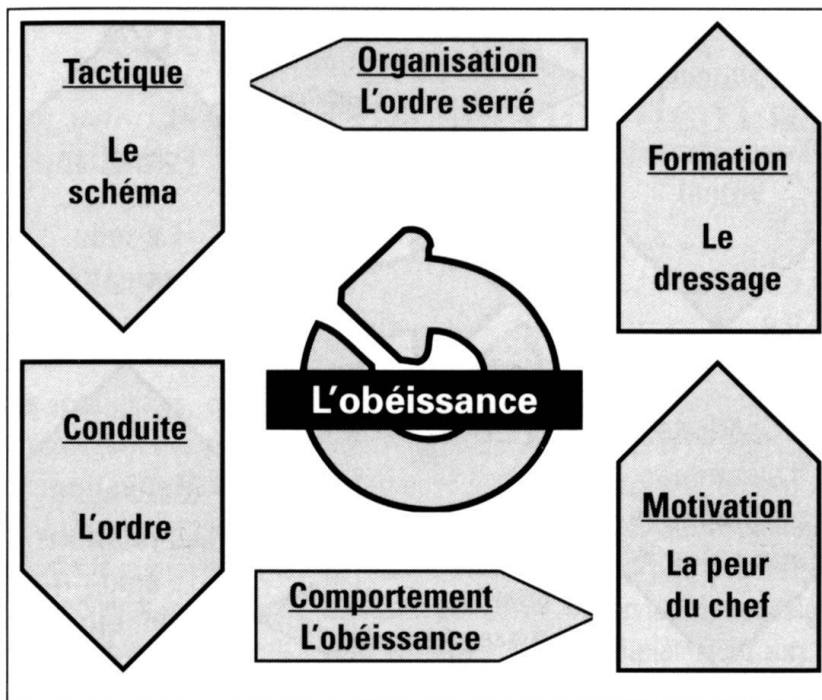 Tactique
Le
schéma
Organisation
L'ordre serré
Formation
Le
dressage
L'obéissance
Conduite
L'ordre
Comportement
L'obéissance
Motivation
La peur
du chef